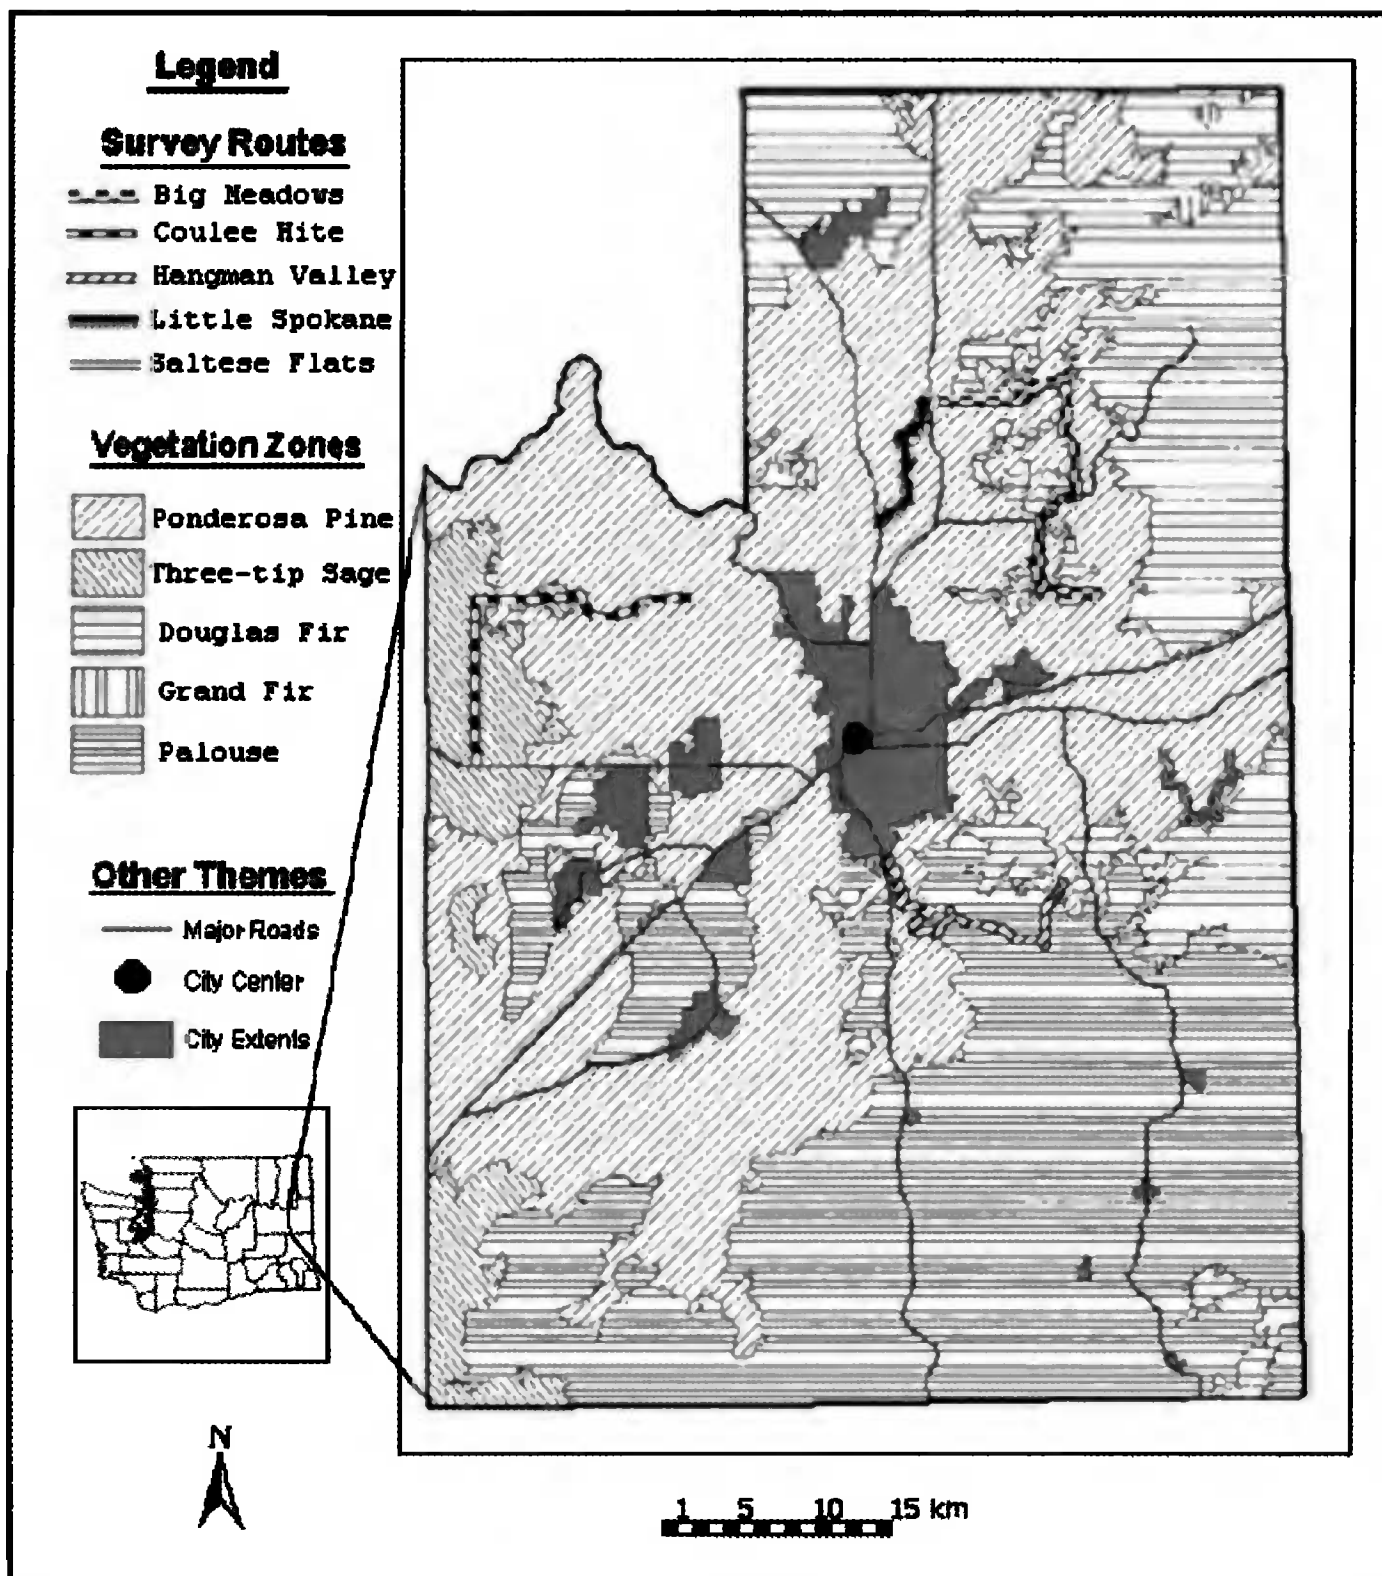 Legend
Survey Routes
Big Meadows
Coulee Hite
Hangman Valley
Little Spokane
Saltese Flats
Vegetation Zones
Ponderosa Pine
Three-tip Sage
Douglas Fir
Grand Fir
Palouse
Other Themes
Major Roads
City Center
City Extents
N
1 5 10 15 km